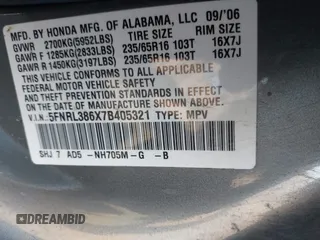 MFD. BY HONDA MFG. OF ALABAMA, LLC 09/'06
GVWR 2700KG(5952LBS) TIRE SIZE RIM SIZE
GAWR F 1285KG(2833LBS) 235/65R16 103T 16X7J
GAWR R 1450KG(3197LBS) 235/65R16 103T 16X7J
THIS VEHICLE CONFORMS TO ALL APPLICABLE
FEDERAL MOTOR VEHICLE SAFETY AND
THEFT PREVENTION STANDARDS IN EFFECT ON
THE DATE OF MANUFACTURE SHOWN ABOVE.
V.I.N.:5FNRL386X7B405321 TYPE: MPV
SHJ 7 AD5 -NH705M-G -B